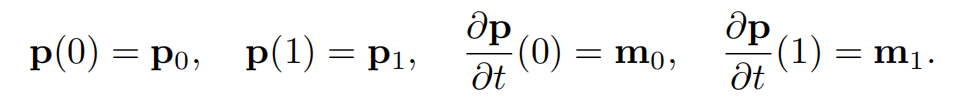 p(0) = p₀, p(1) = p₁, ∂p/∂t (0) = m₀, ∂p/∂t (1) = m₁.